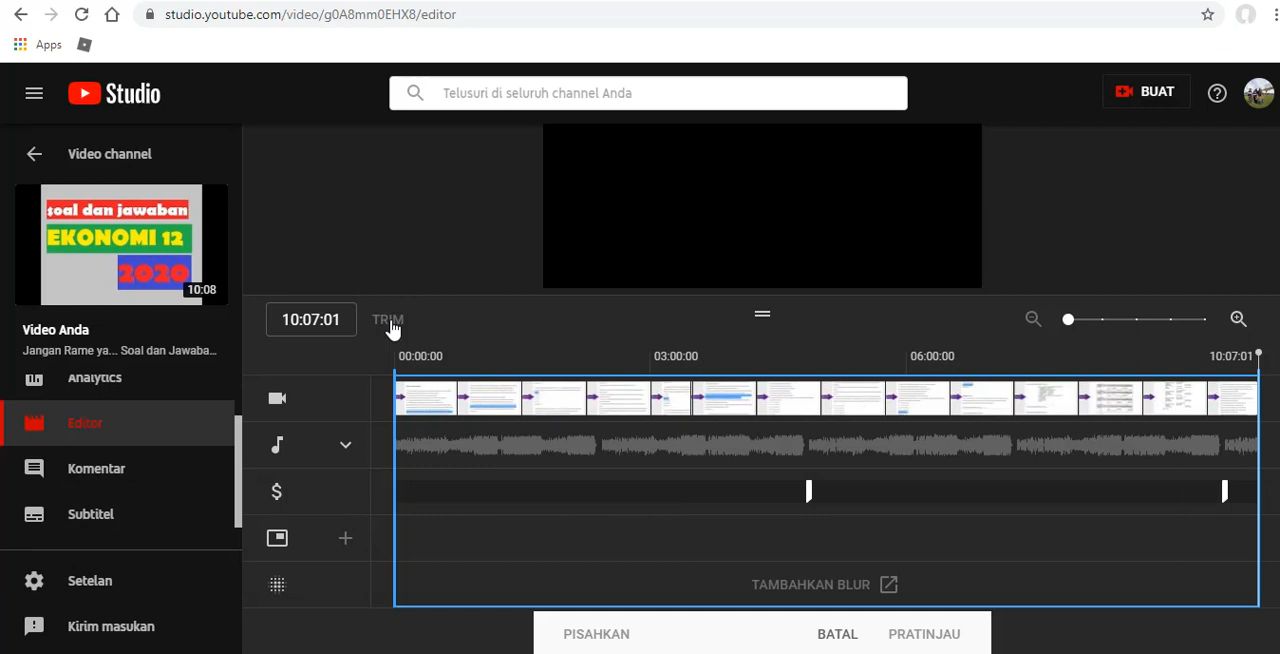 studio.youtube.com/video/g0A8mm0EHX8/editor
Apps
Studio
Telusuri di seluruh channel Anda
BUAT
Video channel
soal dan jawaban
EKONOMI 12
2020
10:08
Video Anda
Jangan Rame ya... Soal dan Jawaba...
Analytics
Editor
Komentar
Subtitel
Setelan
Kirim masukan
10:07:01
TRIM
00:00:00
03:00:00
06:00:00
10:07:01
TAMBAHKAN BLUR
PISAHKAN
BATAL
PRATINJAU